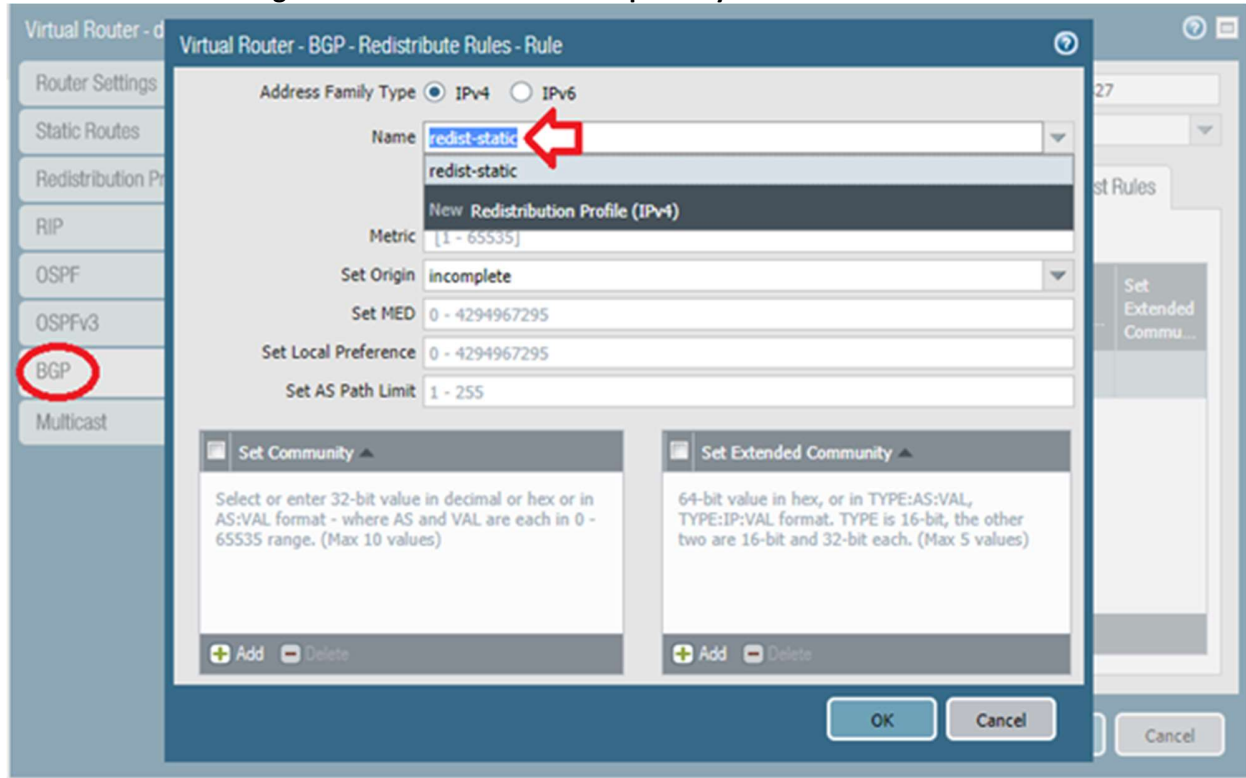 Virtual Router - d
Virtual Router - BGP - Redistribute Rules - Rule
Router Settings
Static Routes
Redistribution Pr
RIP
OSPF
OSPFv3
BGP
Multicast
Address Family Type IPv4 IPv6
Name redist-static
redist-static
New Redistribution Profile (IPv4)
Metric [1 - 65535]
Set Origin incomplete
Set MED 0 - 4294967295
Set Local Preference 0 - 4294967295
Set AS Path Limit 1 - 255
Set Community
Select or enter 32-bit value in decimal or hex or in
AS:VAL format - where AS and VAL are each in 0 -
65535 range. (Max 10 values)
Add Delete
Set Extended Community
64-bit value in hex, or in TYPE:AS:VAL,
TYPE:IP:VAL format. TYPE is 16-bit, the other
two are 16-bit and 32-bit each. (Max 5 values)
Add Delete
OK Cancel
27
st Rules
Set
Extended
Commu...
Cancel